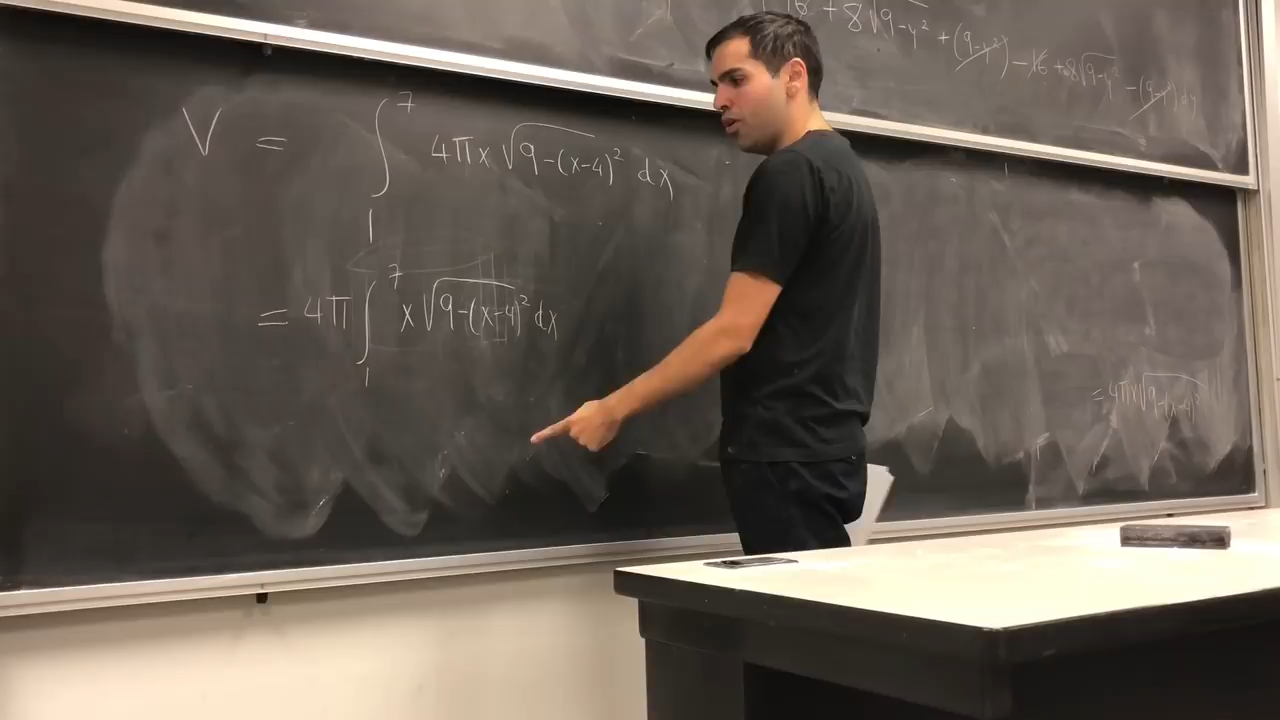 + 8√9-y² + (9-y²) - 16 + 8√9-y² - (9-y²) dy
V = ∫₁⁷ 4πx √9-(x-4)² dx
= 4π ∫₁⁷ x√9-(x-4)² dx
= 4πx√9-(x-4)²